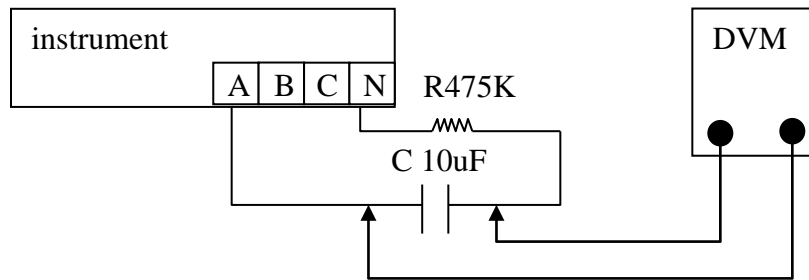 instrument
DVM
A B C N
R475K
C 10uF